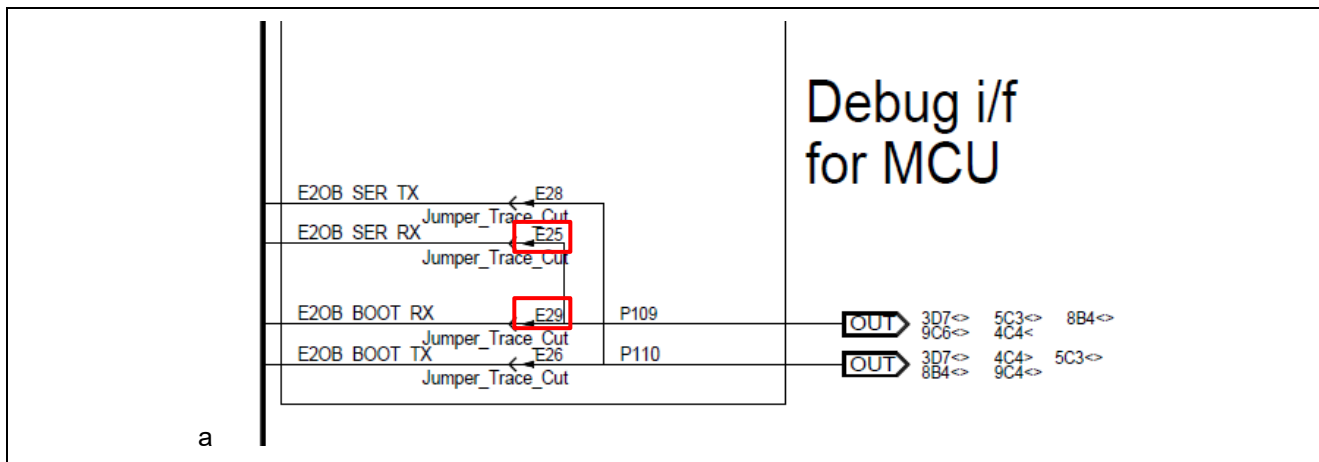 Debug i/f
for MCU
E2OB SER TX E28
Jumper_Trace_Cut
E2OB SER RX E25
Jumper_Trace_Cut
E2OB BOOT RX E29 P109 OUT 3D7<> 5C3<> 8B4<>
9C6<> 4C4<
Jumper_Trace_Cut
E2OB BOOT TX E26 P110 OUT 3D7<> 4C4> 5C3<>
8B4<> 9C4<>
Jumper_Trace_Cut
a